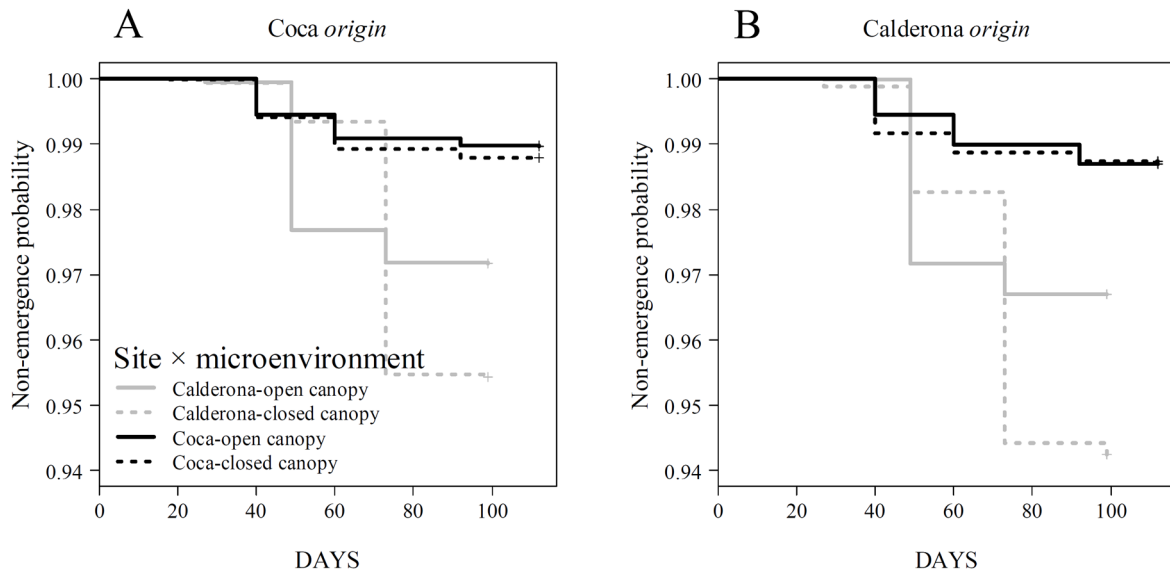 A
Coca origin
Non-emergence probability
1.00
0.99
0.98
0.97
0.96
0.95
0.94
Site × microenvironment
Calderona-open canopy
Calderona-closed canopy
Coca-open canopy
Coca-closed canopy
0 20 40 60 80 100
DAYS
B
Calderona origin
Non-emergence probability
1.00
0.99
0.98
0.97
0.96
0.95
0.94
0 20 40 60 80 100
DAYS